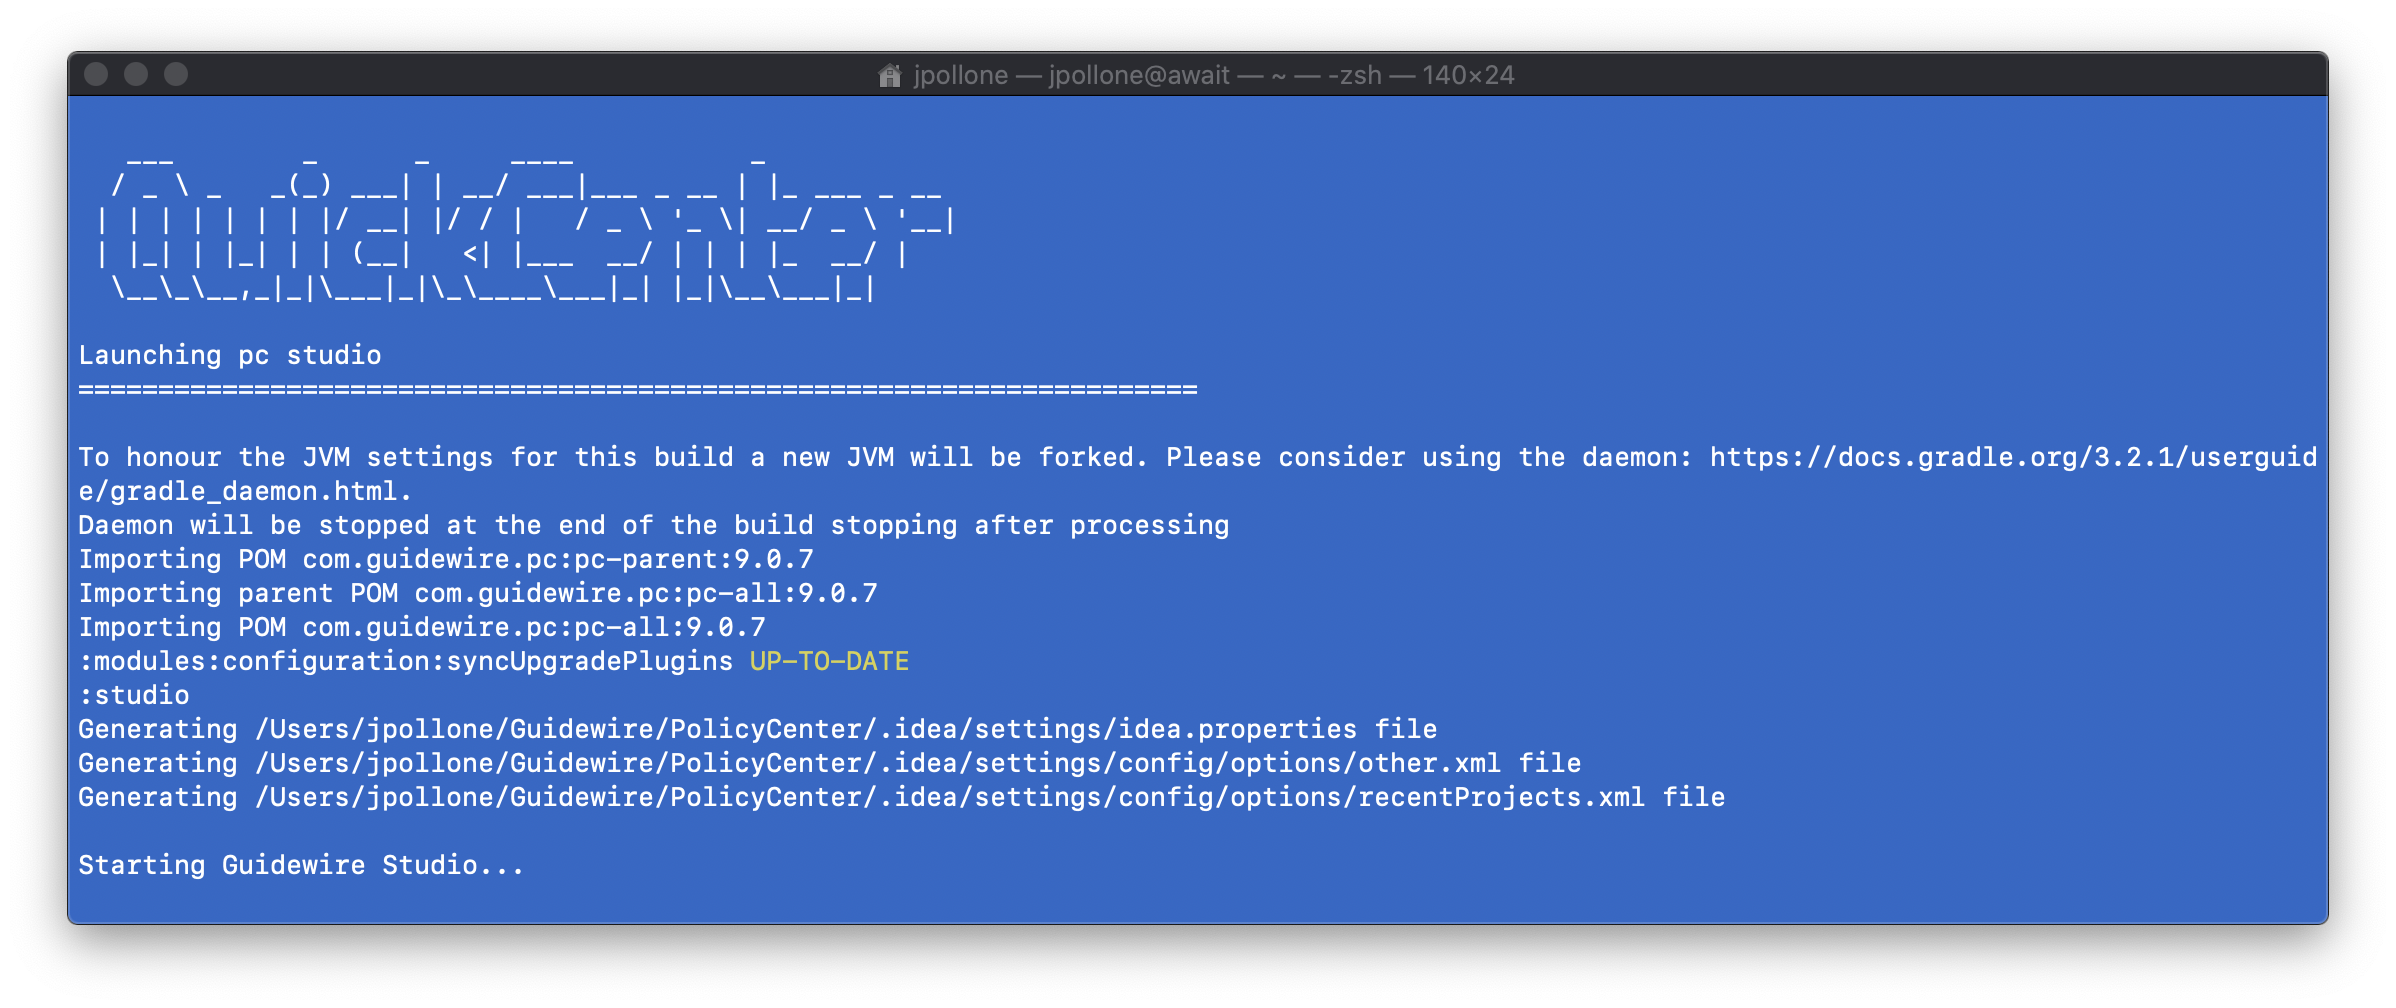 jpollone — jpollone@await — ~ — -zsh — 140×24
QuickCenter
Launching pc studio
======================================================================
To honour the JVM settings for this build a new JVM will be forked. Please consider using the daemon: https://docs.gradle.org/3.2.1/userguid
e/gradle_daemon.html.
Daemon will be stopped at the end of the build stopping after processing
Importing POM com.guidewire.pc:pc-parent:9.0.7
Importing parent POM com.guidewire.pc:pc-all:9.0.7
Importing POM com.guidewire.pc:pc-all:9.0.7
:modules:configuration:syncUpgradePlugins UP-TO-DATE
:studio
Generating /Users/jpollone/Guidewire/PolicyCenter/.idea/settings/idea.properties file
Generating /Users/jpollone/Guidewire/PolicyCenter/.idea/settings/config/options/other.xml file
Generating /Users/jpollone/Guidewire/PolicyCenter/.idea/settings/config/options/recentProjects.xml file
Starting Guidewire Studio...